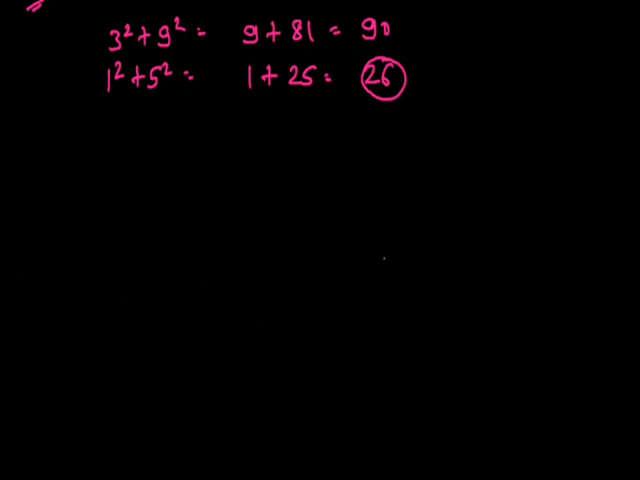 3² + 9² = 9 + 81 = 90
1² + 5² = 1 + 25 = 26